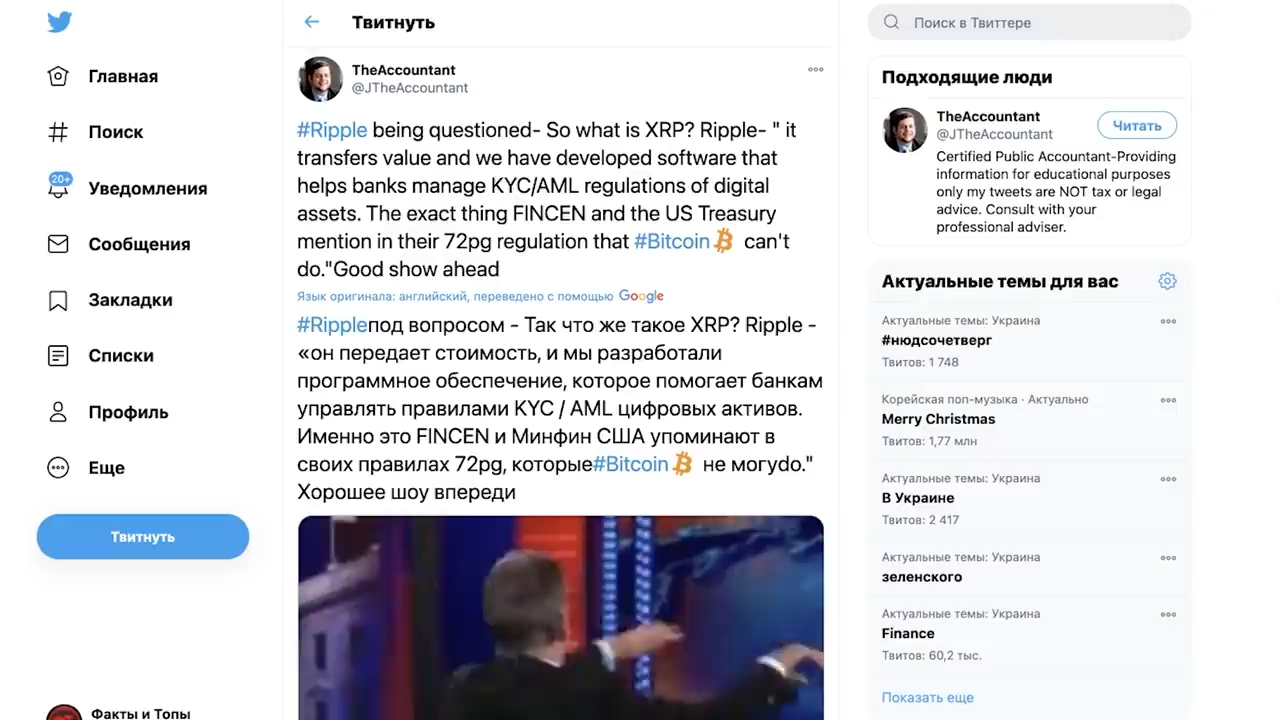 Главная
Поиск
20+
Уведомления
Сообщения
Закладки
Списки
Профиль
Еще
Твитнуть
Факты и Топы
Твитнуть
TheAccountant
@JTheAccountant
#Ripple being questioned- So what is XRP? Ripple- " it
transfers value and we have developed software that
helps banks manage KYC/AML regulations of digital
assets. The exact thing FINCEN and the US Treasury
mention in their 72pg regulation that #Bitcoin can't
do."Good show ahead
Язык оригинала: английский, переведено с помощью Google
#Rippleпод вопросом - Так что же такое XRP? Ripple -
«он передает стоимость, и мы разработали
программное обеспечение, которое помогает банкам
управлять правилами KYC / AML цифровых активов.
Именно это FINCEN и Минфин США упоминают в
своих правилах 72pg, которые#Bitcoin не могуdo."
Хорошее шоу впереди
Поиск в Твиттере
Подходящие люди
TheAccountant
@JTheAccountant
Читать
Certified Public Accountant-Providing
information for educational purposes
only my tweets are NOT tax or legal
advice. Consult with your
professional adviser.
Актуальные темы для вас
Актуальные темы: Украина
#нюдсочетверг
Твитов: 1 748
Корейская поп-музыка · Актуально
Merry Christmas
Твитов: 1,77 млн
Актуальные темы: Украина
В Украине
Твитов: 2 417
Актуальные темы: Украина
зеленского
Актуальные темы: Украина
Finance
Твитов: 60,2 тыс.
Показать еще